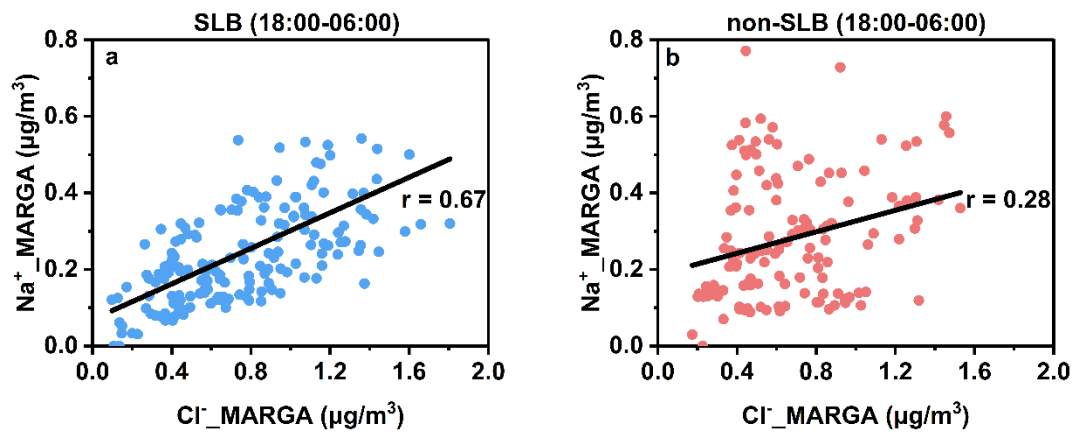 SLB (18:00-06:00)
a
0.8
0.6
0.4
0.2
0.0
Na⁺_MARGA (μg/m³)
r = 0.67
0.0 0.4 0.8 1.2 1.6 2.0
Cl⁻_MARGA (μg/m³)
non-SLB (18:00-06:00)
b
0.8
0.6
0.4
0.2
0.0
Na⁺_MARGA (μg/m³)
r = 0.28
0.0 0.4 0.8 1.2 1.6 2.0
Cl⁻_MARGA (μg/m³)